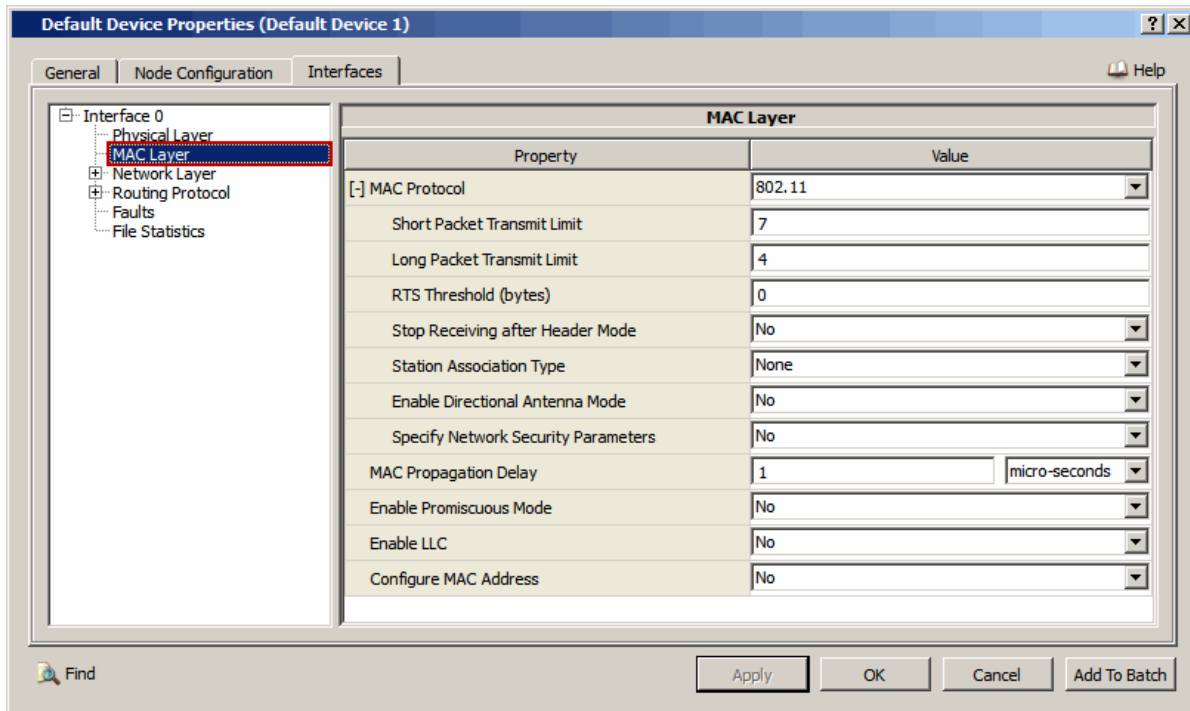 Default Device Properties (Default Device 1)
? X
General Node Configuration Interfaces Help
Interface 0
Physical Layer
MAC Layer
Network Layer
Routing Protocol
Faults
File Statistics
MAC Layer
Property Value
[-] MAC Protocol 802.11
Short Packet Transmit Limit 7
Long Packet Transmit Limit 4
RTS Threshold (bytes) 0
Stop Receiving after Header Mode No
Station Association Type None
Enable Directional Antenna Mode No
Specify Network Security Parameters No
MAC Propagation Delay 1 micro-seconds
Enable Promiscuous Mode No
Enable LLC No
Configure MAC Address No
Find Apply OK Cancel Add To Batch